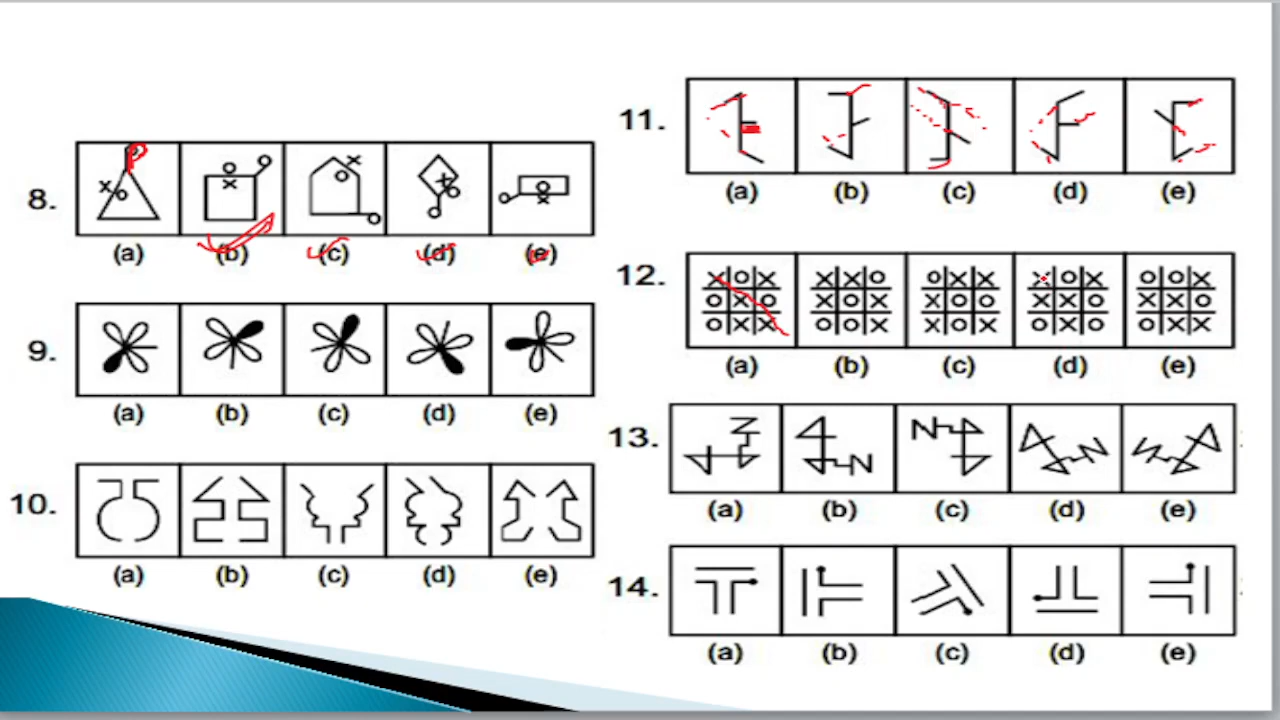 8.
(a) (b) (c) (d) (e)
9.
(a) (b) (c) (d) (e)
10.
(a) (b) (c) (d) (e)
11.
(a) (b) (c) (d) (e)
12.
X O X X X O O X X X O X O O X
O X O X O O X O O X X O X X O
O X X O O X X O X O X O O X X
(a) (b) (c) (d) (e)
13.
(a) (b) (c) (d) (e)
14.
(a) (b) (c) (d) (e)